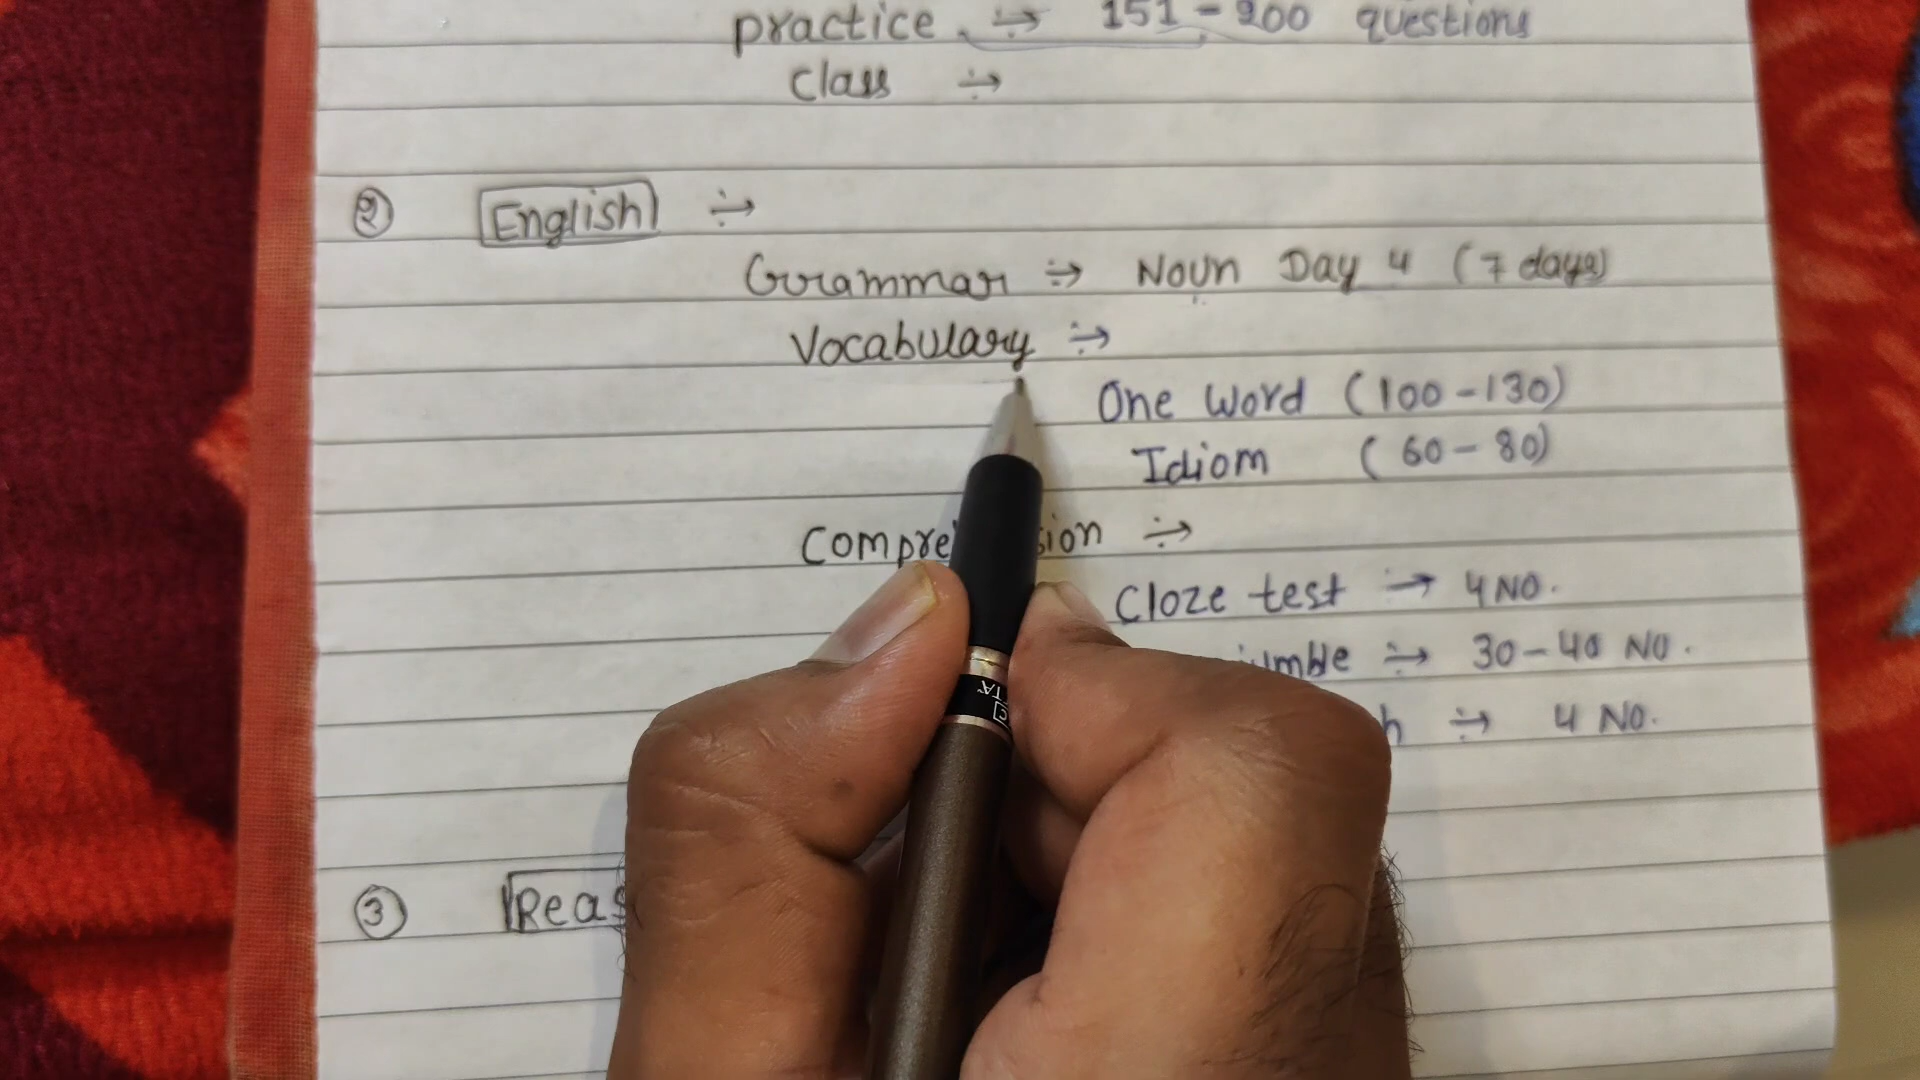 practice → 151-200 questions
Class →
② English →
Grammar → Noun Day 4 (7 days)
Vocabulary →
One Word (100-130)
Idiom (60-80)
Comprehension →
Cloze test → 4 NO.
→ 30-40 NO.
→ 4 NO.
③